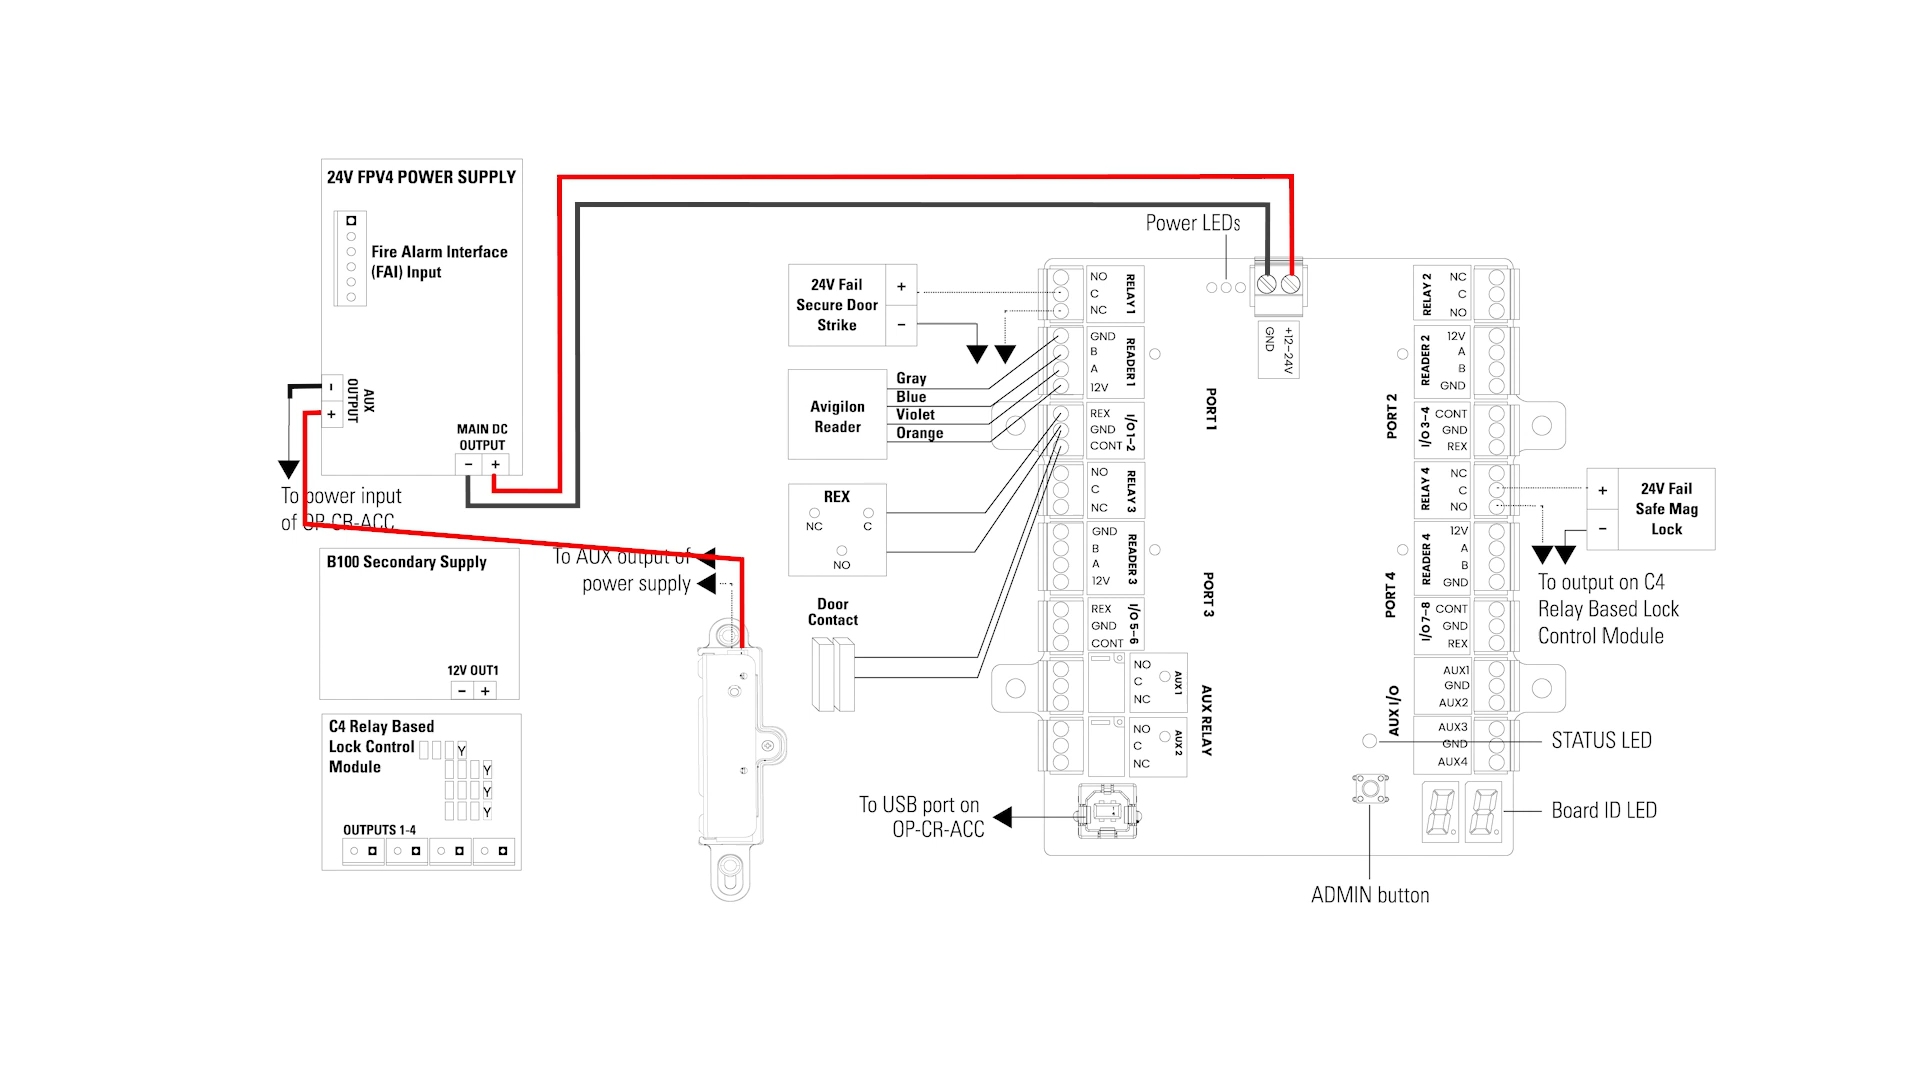 24V FPV4 POWER SUPPLY
Fire Alarm Interface
(FAI) Input
AUX
OUTPUT
-
+
MAIN DC
OUTPUT
- +
To power input
of OP-CR-ACC
B100 Secondary Supply
12V OUT1
- +
C4 Relay Based
Lock Control
Module
Y
Y
Y
Y
OUTPUTS 1-4
To AUX output of
power supply
24V Fail
Secure Door
Strike
+
-
Avigilon
Reader
Gray
Blue
Violet
Orange
REX
NC
C
NO
Door
Contact
To USB port on
OP-CR-ACC
Power LEDs
GND
+12-24V
NO
C
NC
RELAY 1
GND
B
A
12V
READER 1
REX
GND
CONT
I/O 1-2
PORT 1
NO
C
NC
RELAY 3
GND
B
A
12V
READER 3
REX
GND
CONT
I/O 5-6
PORT 3
NO
C
NC
AUX 1
NO
C
NC
AUX 2
AUX RELAY
RELAY 2
NC
C
NO
READER 2
12V
A
B
GND
PORT 2
I/O 3-4
CONT
GND
REX
RELAY 4
NC
C
NO
READER 4
12V
A
B
GND
PORT 4
I/O 7-8
CONT
GND
REX
AUX I/O
AUX1
GND
AUX2
AUX3
GND
AUX4
+
-
24V Fail
Safe Mag
Lock
To output on C4
Relay Based Lock
Control Module
STATUS LED
Board ID LED
ADMIN button